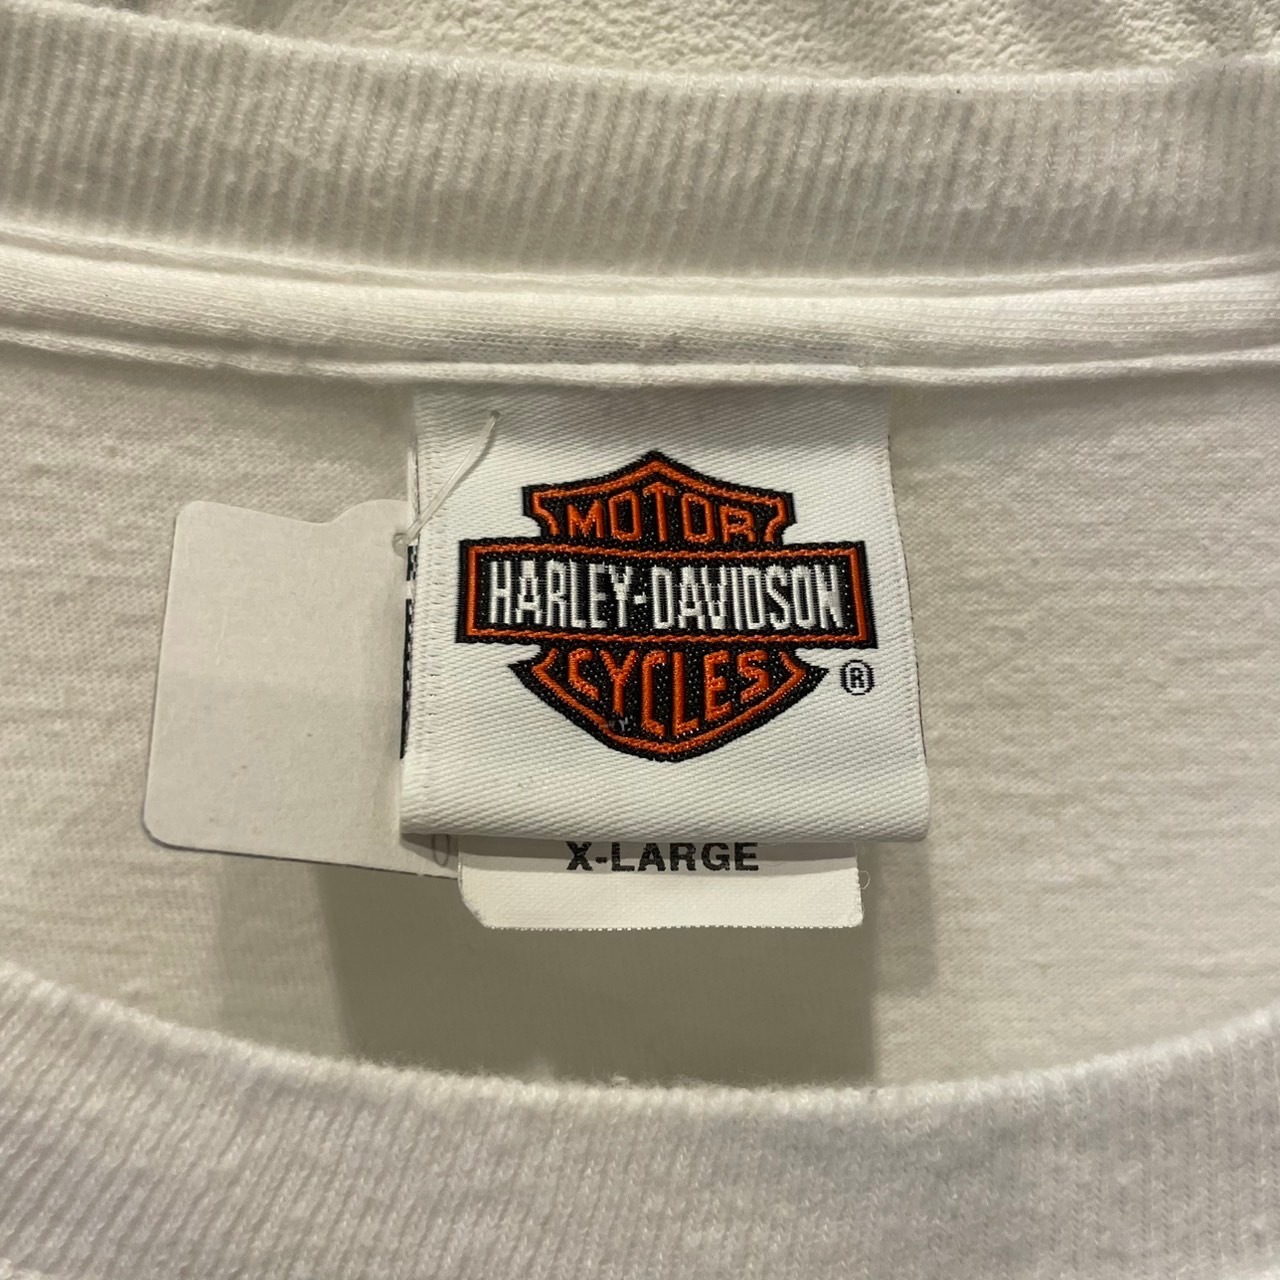 MOTOR
HARLEY-DAVIDSON
CYCLES
®
X-LARGE